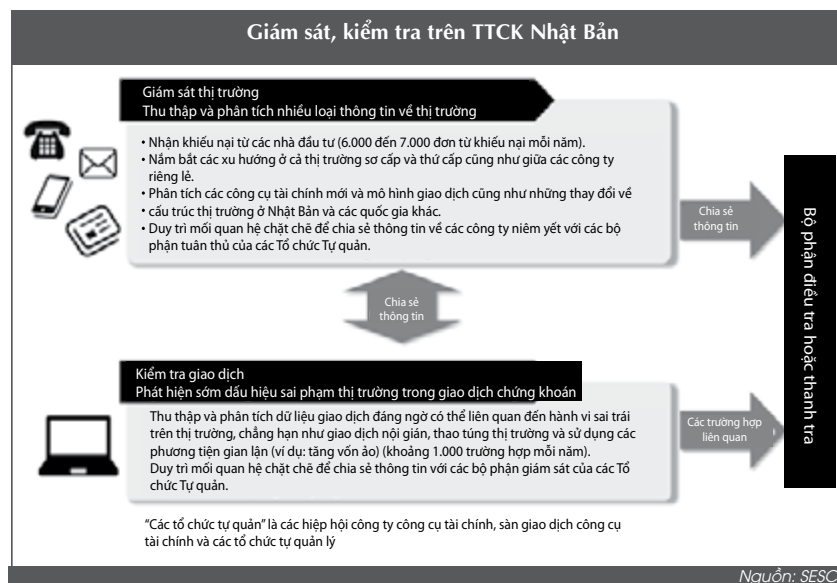 Giám sát, kiểm tra trên TTCK Nhật Bản
Giám sát thị trường
Thu thập và phân tích nhiều loại thông tin về thị trường
• Nhận khiếu nại từ các nhà đầu tư (6.000 đến 7.000 đơn từ khiếu nại mỗi năm).
• Nắm bắt các xu hướng ở cả thị trường sơ cấp và thứ cấp cũng như giữa các công ty
riêng lẻ.
• Phân tích các công cụ tài chính mới và mô hình giao dịch cũng như những thay đổi về
• cấu trúc thị trường ở Nhật Bản và các quốc gia khác.
• Duy trì mối quan hệ chặt chẽ để chia sẻ thông tin về các công ty niêm yết với các bộ
phận tuân thủ của các Tổ chức Tự quản.
Chia sẻ
thông tin
Chia sẻ
thông tin
Kiểm tra giao dịch
Phát hiện sớm dấu hiệu sai phạm thị trường trong giao dịch chứng khoán
Thu thập và phân tích dữ liệu giao dịch đáng ngờ có thể liên quan đến hành vi sai trái
trên thị trường, chẳng hạn như giao dịch nội gián, thao túng thị trường và sử dụng các
phương tiện gian lận (ví dụ: tăng vốn ảo) (khoảng 1.000 trường hợp mỗi năm).
Duy trì mối quan hệ chặt chẽ để chia sẻ thông tin với các bộ phận giám sát của các Tổ
chức Tự quản.
Các trường hợp
liên quan
Bộ phận điều tra hoặc thanh tra
"Các tổ chức tự quản" là các hiệp hội công ty công cụ tài chính, sàn giao dịch công cụ
tài chính và các tổ chức tự quản lý
Nguồn: SESC